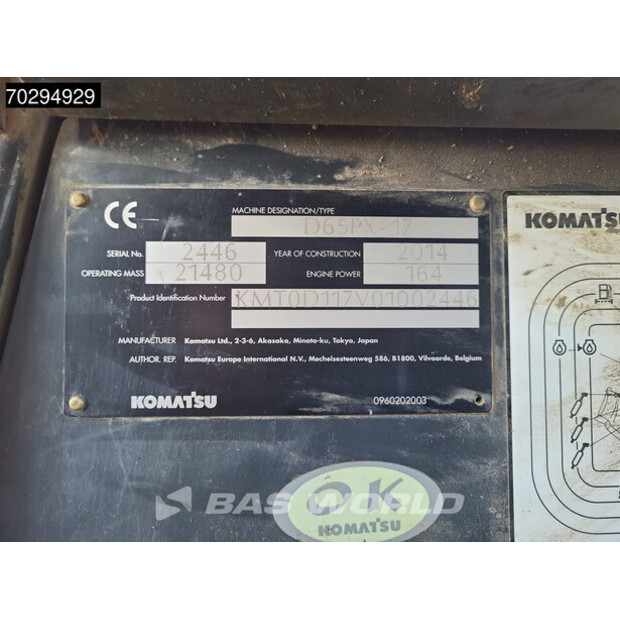 70294929
CE
MACHINE DESIGNATION/TYPE
D65PX-17
SERIAL No. 2446 YEAR OF CONSTRUCTION 2014
OPERATING MASS 21480 ENGINE POWER 164
Product Identification Number KMT0D117V01002446
MANUFACTURER Komatsu Ltd., 2-3-6, Akasaka, Minato-ku, Tokyo, Japan
AUTHOR. REP. Komatsu Europe International N.V., Mechelsesteenweg 586, B1800, Vilvoorde, Belgium
KOMATSU 0960202003
KOMATSU
OK
BAS WORLD
KOMATSU